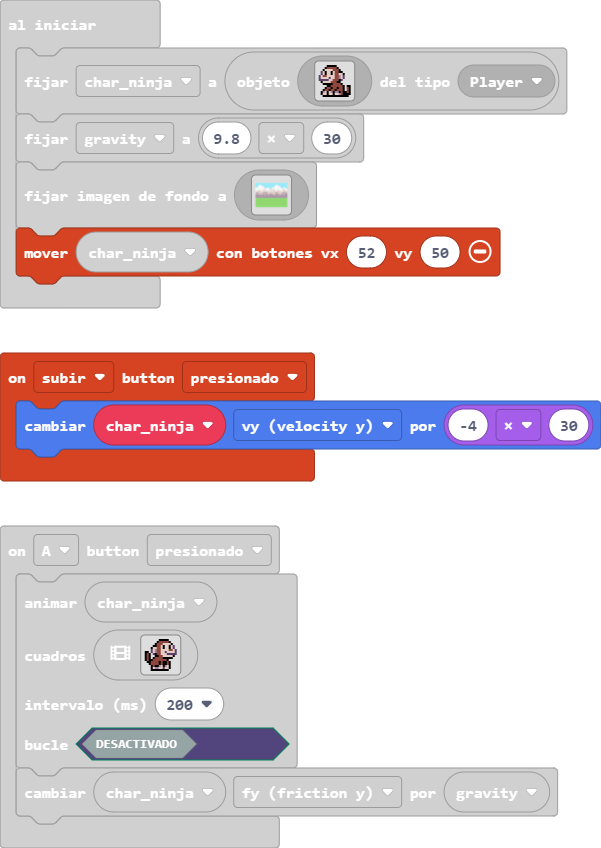 al iniciar
fijar char_ninja a objeto del tipo Player
fijar gravity a 9.8 × 30
fijar imagen de fondo a
mover char_ninja con botones vx 52 vy 50
on subir button presionado
cambiar char_ninja vy (velocity y) por -4 × 30
on A button presionado
animar char_ninja
cuadros
intervalo (ms) 200
bucle DESACTIVADO
cambiar char_ninja fy (friction y) por gravity